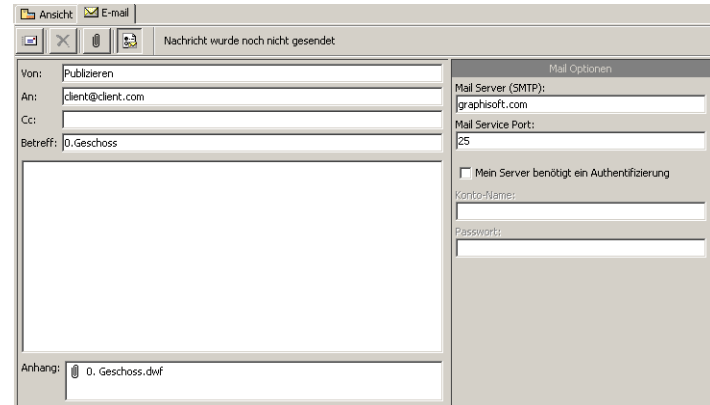 Ansicht E-mail
Nachricht wurde noch nicht gesendet
Von: Publizieren
An: client@client.com
Cc:
Betreff: 0.Geschoss
Anhang: 0. Geschoss.dwf
Mail Optionen
Mail Server (SMTP):
graphisoft.com
Mail Service Port:
25
Mein Server benötigt ein Authentifizierung
Konto-Name:
Passwort: